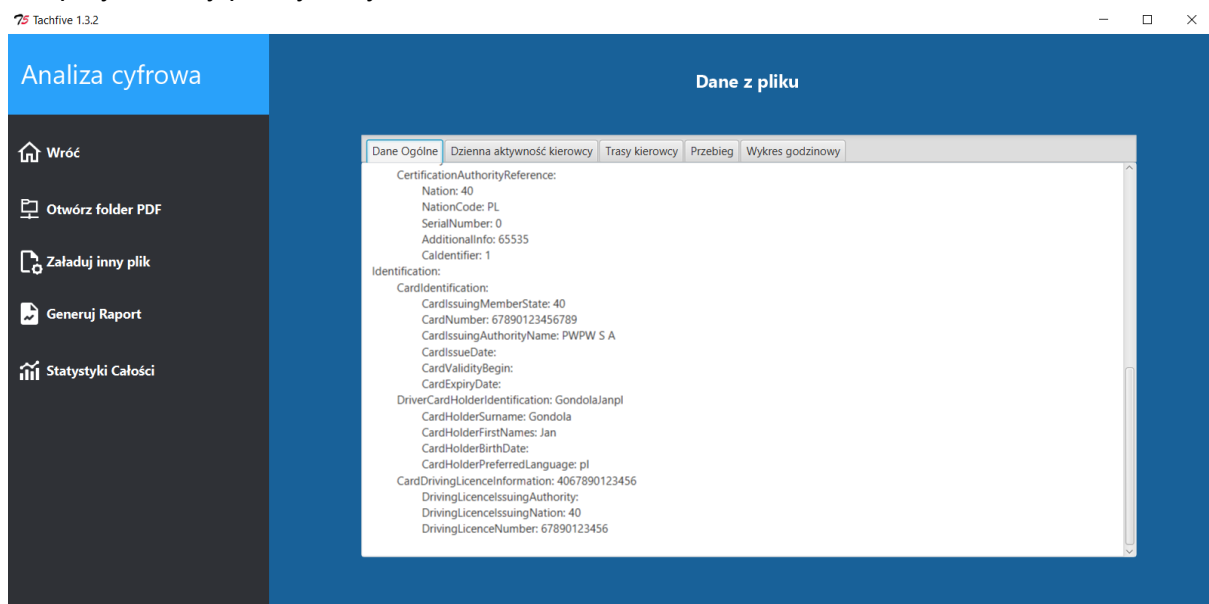 75 Tachfive 1.3.2
Analiza cyfrowa
Wróć
Otwórz folder PDF
Załaduj inny plik
Generuj Raport
Statystyki Całości
Dane z pliku
Dane Ogólne Dzienna aktywność kierowcy Trasy kierowcy Przebieg Wykres godzinowy
CertificationAuthorityReference:
Nation: 40
NationCode: PL
SerialNumber: 0
AdditionalInfo: 65535
CaIdentifier: 1
Identification:
CardIdentification:
CardIssuingMemberState: 40
CardNumber: 67890123456789
CardIssuingAuthorityName: PWPW S A
CardIssueDate:
CardValidityBegin:
CardExpiryDate:
DriverCardHolderIdentification: GondolaJanpl
CardHolderSurname: Gondola
CardHolderFirstNames: Jan
CardHolderBirthDate:
CardHolderPreferredLanguage: pl
CardDrivingLicenceInformation: 4067890123456
DrivingLicenceIssuingAuthority:
DrivingLicenceIssuingNation: 40
DrivingLicenceNumber: 67890123456